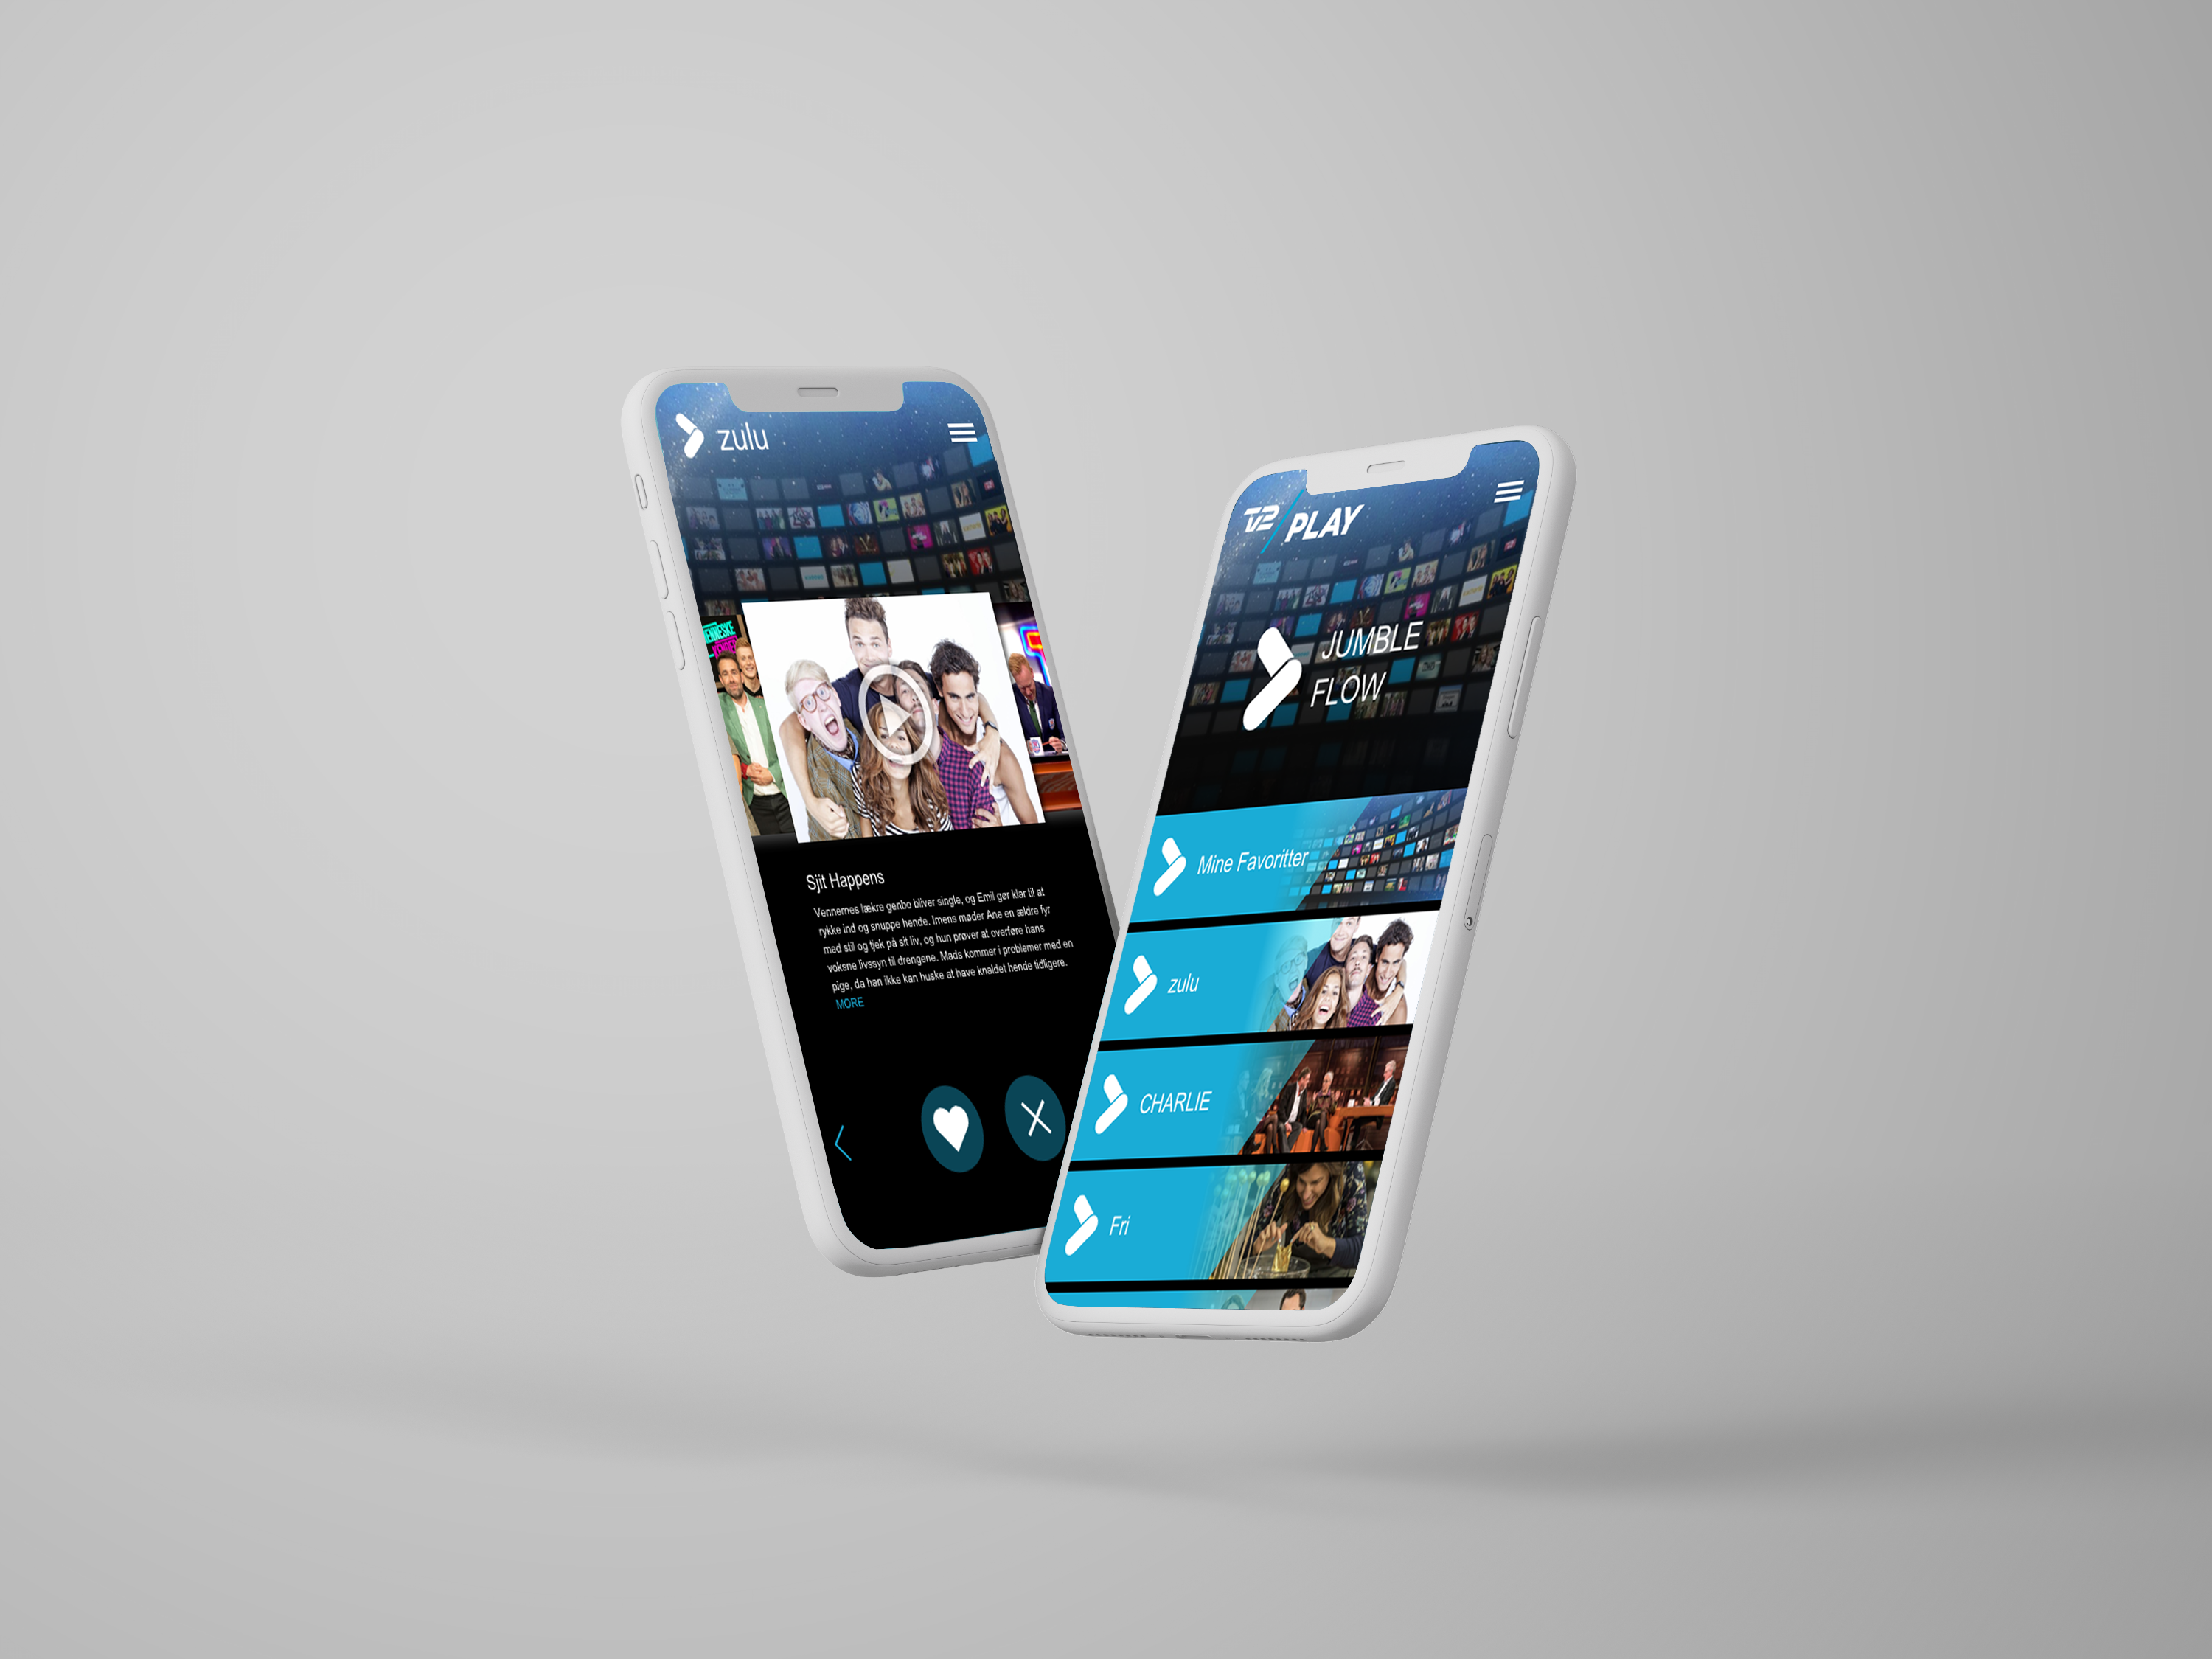 zulu
MENNESKE
Sjit Happens
Vennernes lækre genbo bliver single, og Emil gør klar til at
rykke ind og snuppe hende. Imens møder Ane en ældre fyr
med stil og tjek på sit liv, og hun prøver at overføre hans
voksne livssyn til drengene. Mads kommer i problemer med en
pige, da han ikke kan huske at have knaldet hende tidligere.
MORE
TV2 PLAY
JUMBLE
FLOW
Mine Favoritter
zulu
CHARLIE
Fri